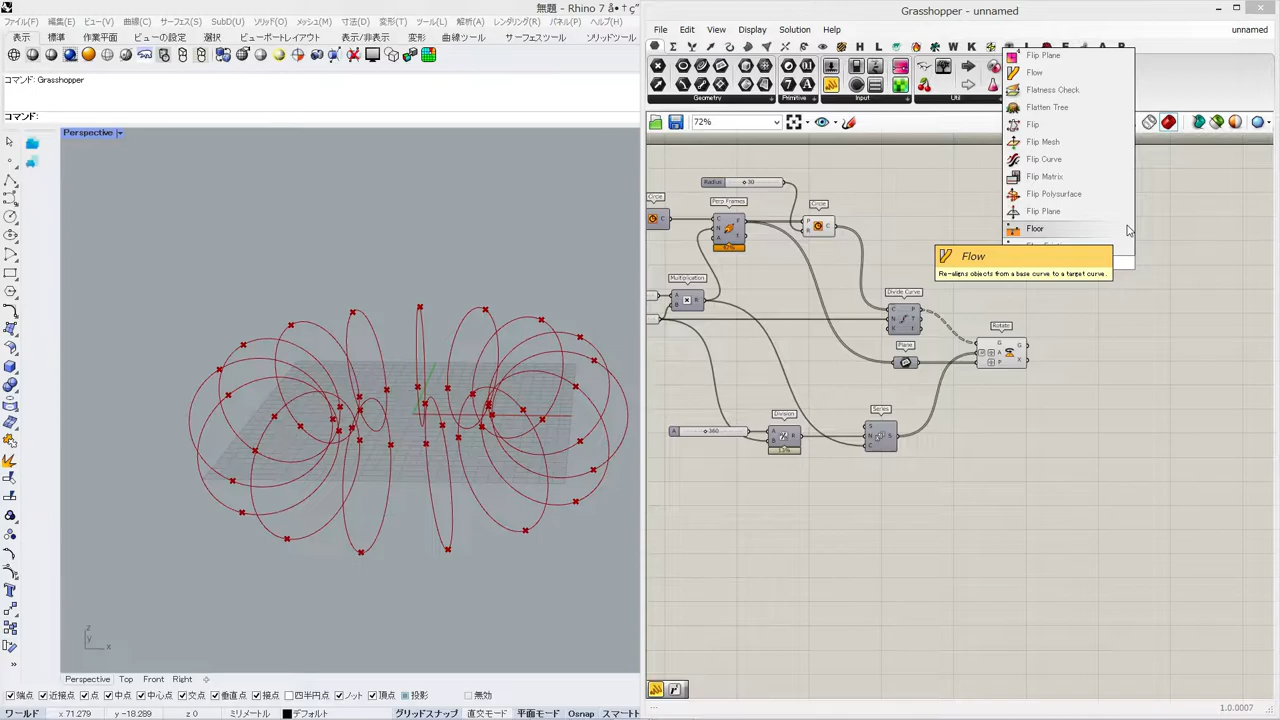 無題 - Rhino 7
ファイル(F) 編集(E) ビュー(V) 曲線(C) サーフェス(S) SubD(U) ソリッド(O) メッシュ(M) 寸法(D) 変形(T) ツール(L) 解析(A) レンダリング(R) パネル(P) ヘルプ(H)
表示 標準 作業平面 ビューの設定 選択 ビューポートレイアウト 表示/非表示 変形 曲線ツール サーフェスツール ソリッドツール
コマンド: Grasshopper
コマンド:
Perspective
z
y
x
Perspective Top Front Right
端点 近接点 点 中点 中心点 交点 垂直点 接点 四半円点 ノット 頂点 投影 無効
ワールド x 71.279 y -18.289 z 0 ミリメートル デフォルト グリッドスナップ 直交モード 平面モード Osnap スマート
Grasshopper - unnamed
File Edit View Display Solution Help unnamed
Geometry Primitive Input Util
72%
Flip Plane
Flow
Flatness Check
Flatten Tree
Flip
Flip Mesh
Flip Curve
Flip Matrix
Flip Polysurface
Flip Plane
Floor
Flow
Re-aligns objects from a base curve to a target curve.
Radius 30
Circle
C
Perp Frames
C
N
A
F
t
Circle
P
R
C
Multiplication
A
B
R
Divide Curve
C
N
K
P
T
t
Plane
Rotate
G
A
P
G
X
A 360
Division
A
B
R
13%
Series
S
N
C
S
1.0.0007